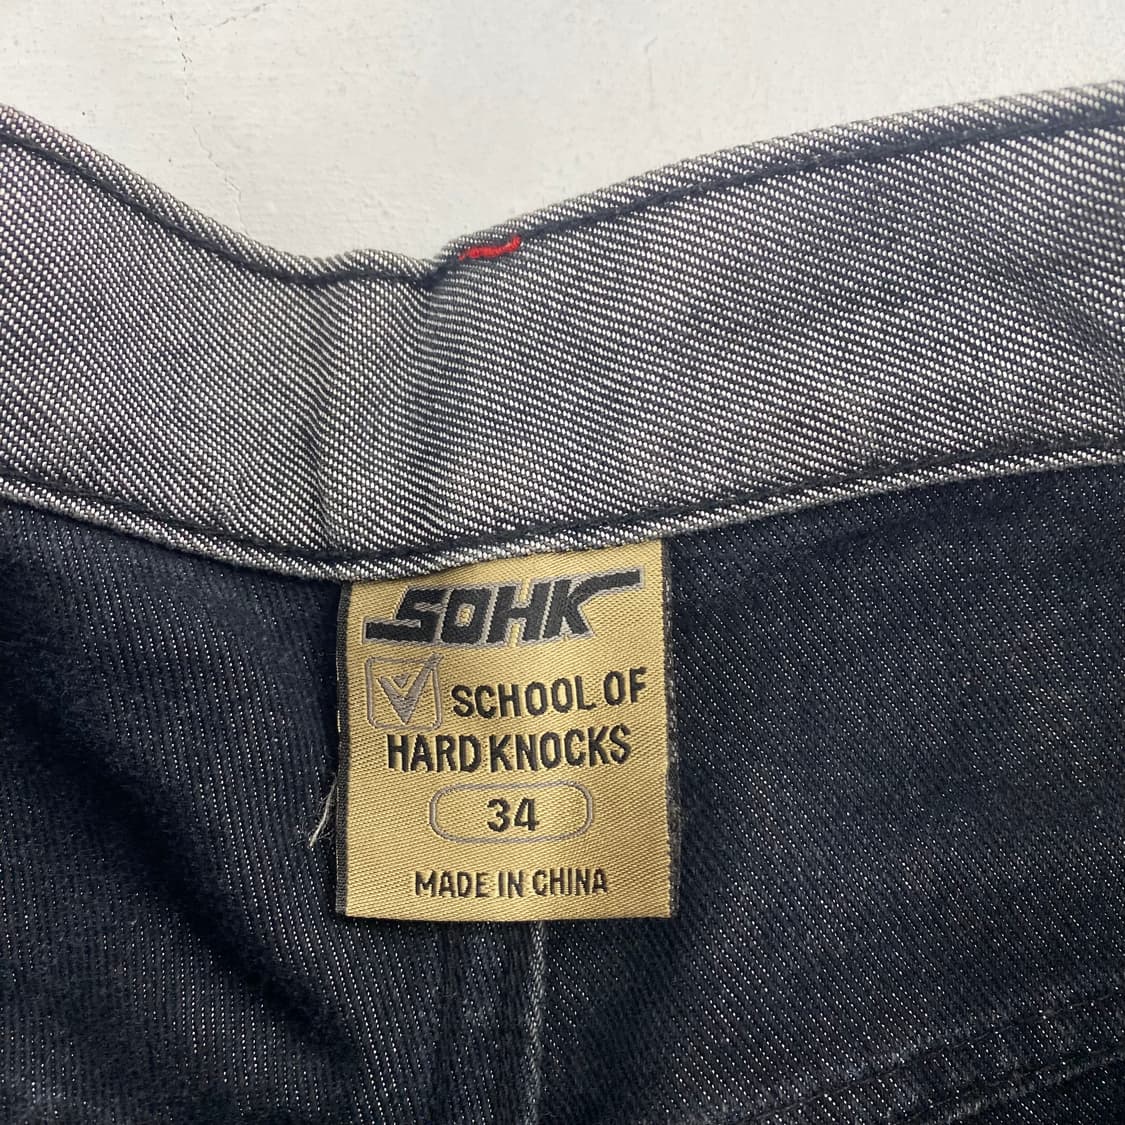 SOHK
SCHOOL OF
HARD KNOCKS
34
MADE IN CHINA